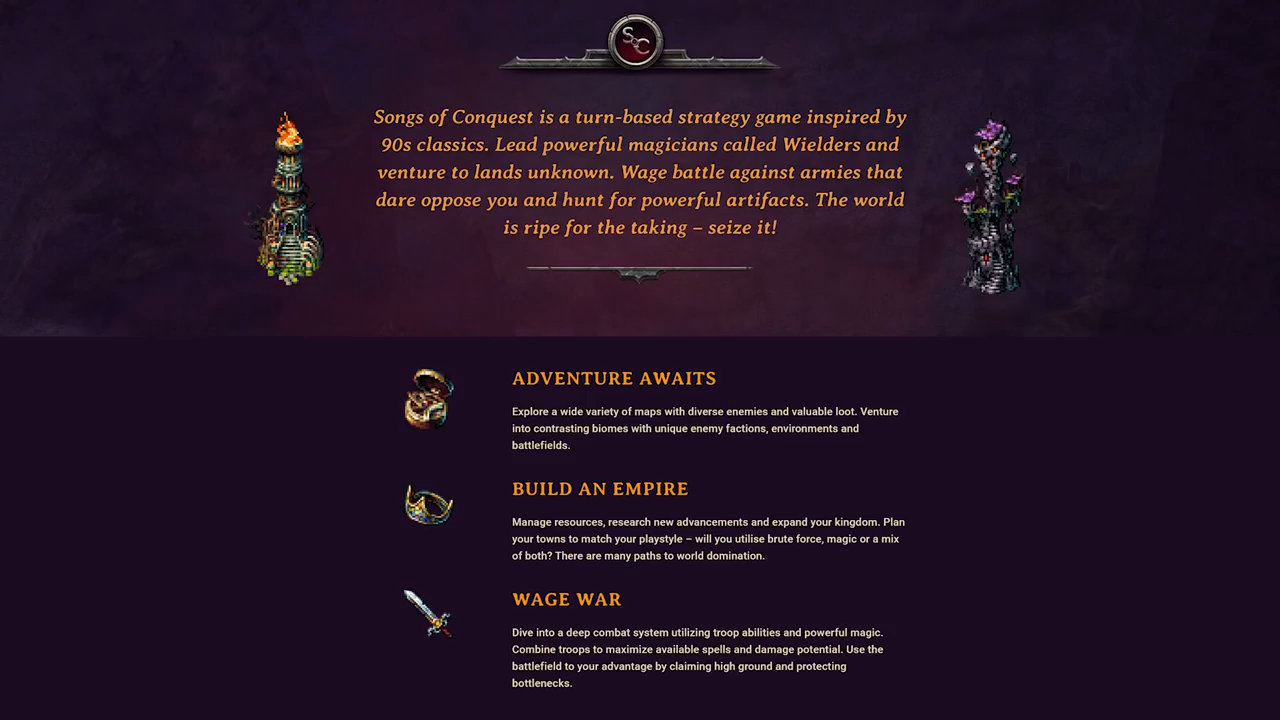 SoC
Songs of Conquest is a turn-based strategy game inspired by
90s classics. Lead powerful magicians called Wielders and
venture to lands unknown. Wage battle against armies that
dare oppose you and hunt for powerful artifacts. The world
is ripe for the taking – seize it!
ADVENTURE AWAITS
Explore a wide variety of maps with diverse enemies and valuable loot. Venture
into contrasting biomes with unique enemy factions, environments and
battlefields.
BUILD AN EMPIRE
Manage resources, research new advancements and expand your kingdom. Plan
your towns to match your playstyle – will you utilise brute force, magic or a mix
of both? There are many paths to world domination.
WAGE WAR
Dive into a deep combat system utilizing troop abilities and powerful magic.
Combine troops to maximize available spells and damage potential. Use the
battlefield to your advantage by claiming high ground and protecting
bottlenecks.